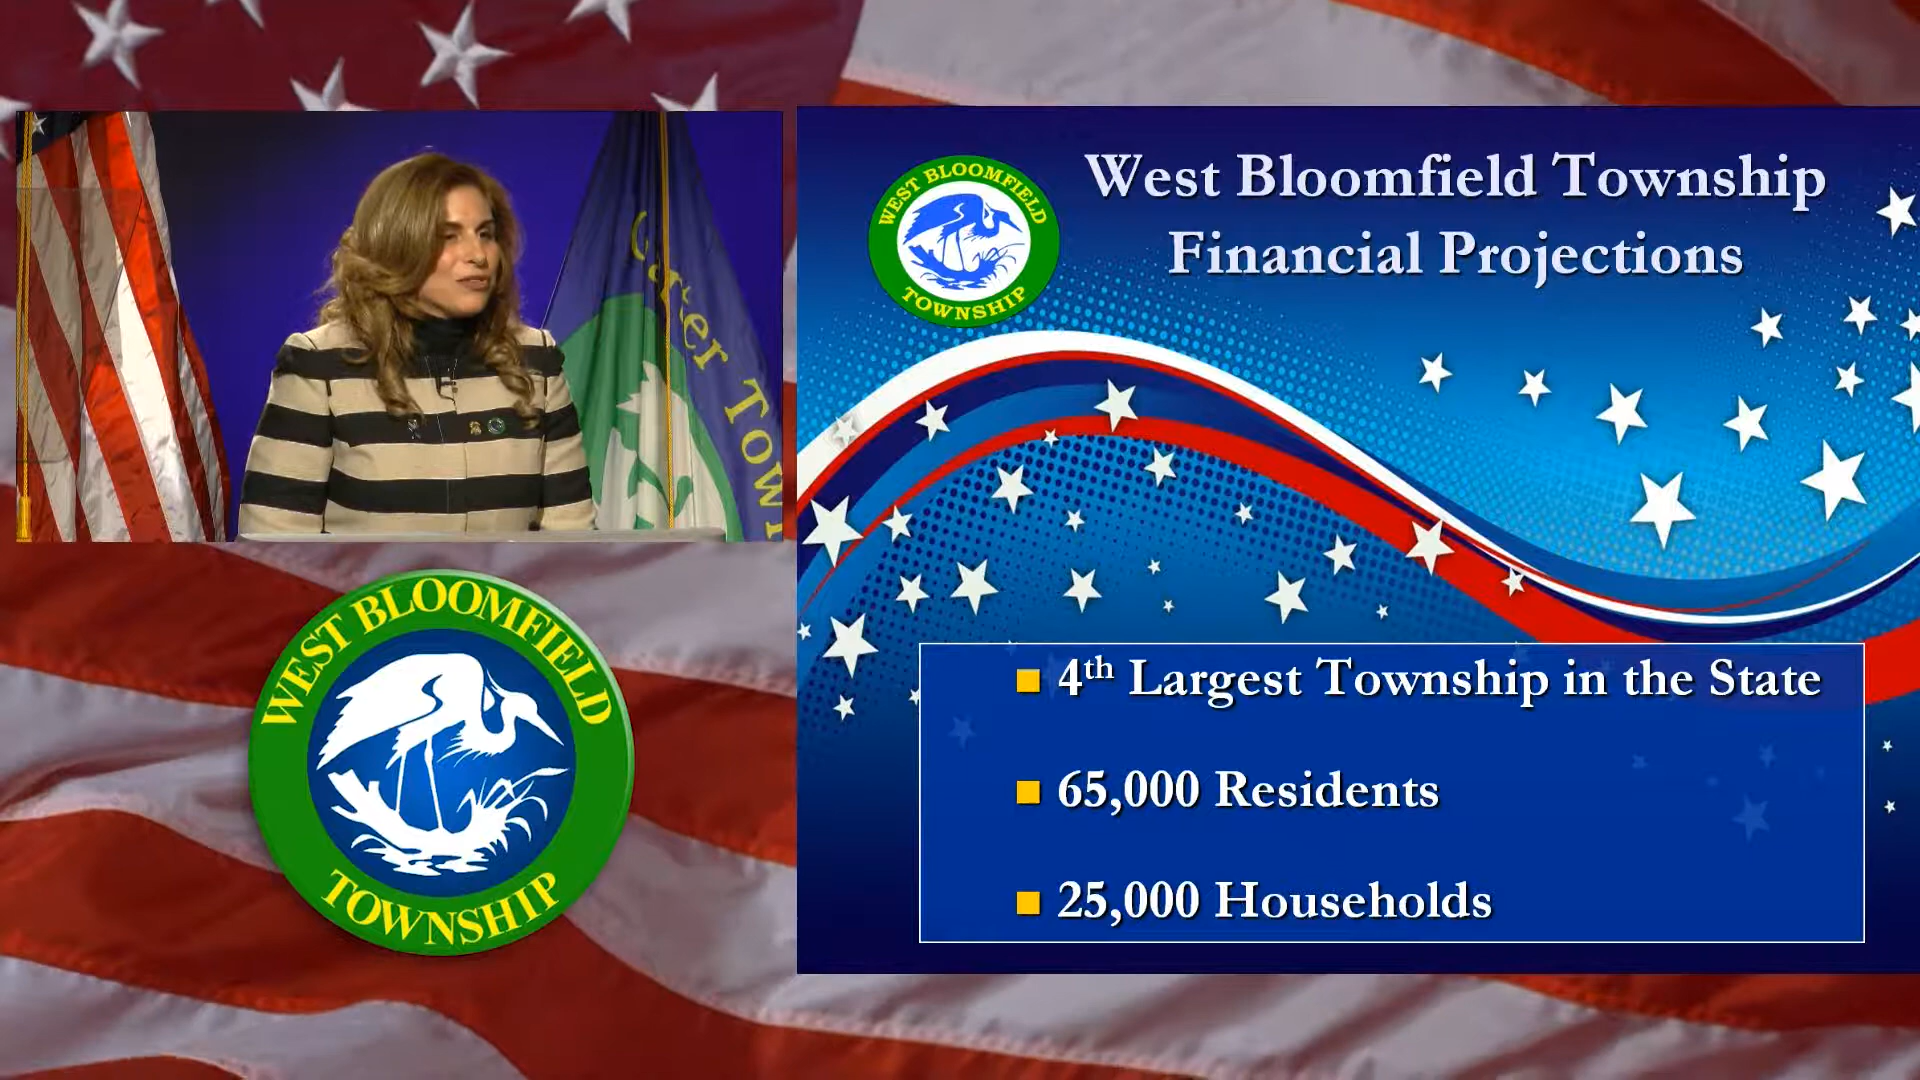 West Bloomfield Township
Financial Projections
WEST BLOOMFIELD
TOWNSHIP
4th Largest Township in the State
65,000 Residents
25,000 Households
WEST BLOOMFIELD
TOWNSHIP